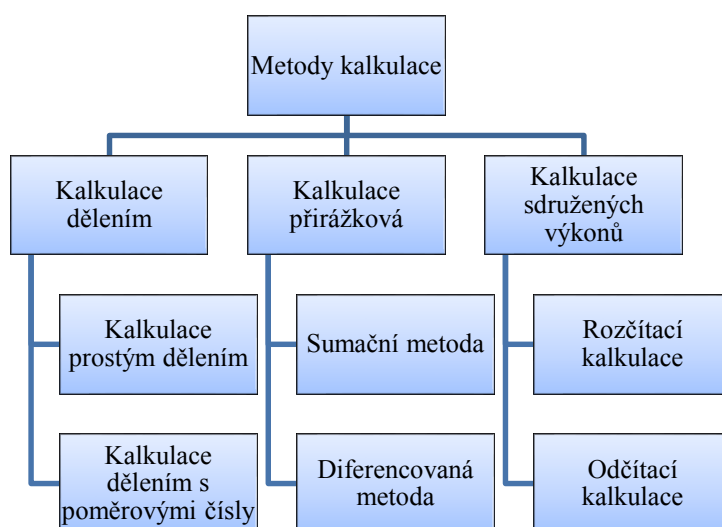 Metody kalkulace
Kalkulace
dělením
Kalkulace
přirážková
Kalkulace
sdružených
výkonů
Kalkulace
prostým dělením
Sumační metoda
Rozčítací
kalkulace
Kalkulace
dělením s
poměrovými čísly
Diferencovaná
metoda
Odčítací
kalkulace